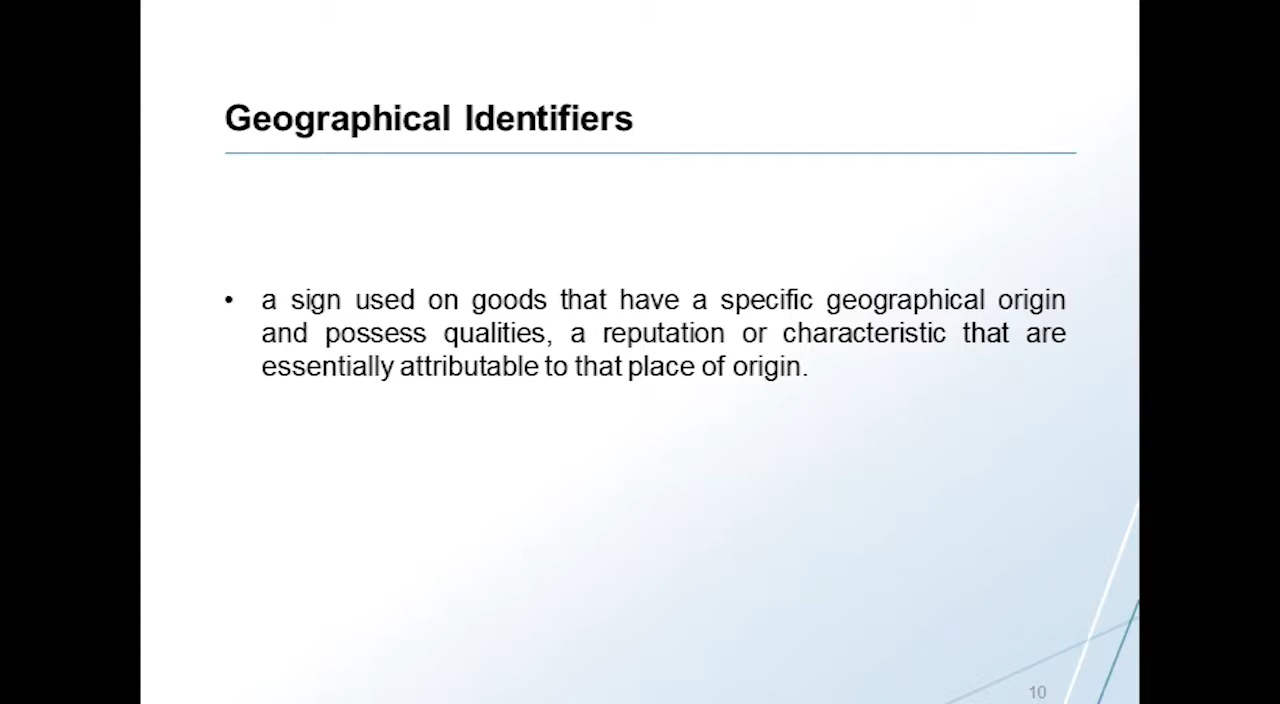 Geographical Identifiers
• a sign used on goods that have a specific geographical origin
and possess qualities, a reputation or characteristic that are
essentially attributable to that place of origin.
10